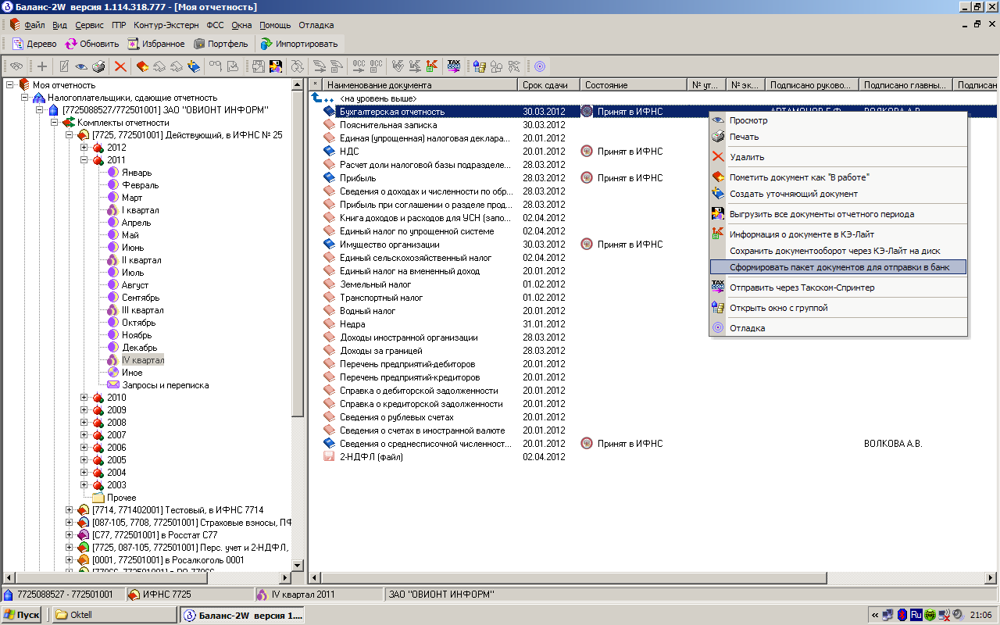 Баланс-2W версия 1.114.318.777 - [Моя отчетность]
Файл Вид Сервис ГПР Контур-Экстерн ФСС Окна Помощь Отладка
Дерево Обновить Избранное Портфель Импортировать
Моя отчетность
Налогоплательщики, сдающие отчетность
[7725088527/772501001] ЗАО "ОВИОНТ ИНФОРМ"
Комплекты отчетности
[7725, 772501001] Действующий, в ИФНС № 25
2012
2011
Январь
Февраль
Март
I квартал
Апрель
Май
Июнь
II квартал
Июль
Август
Сентябрь
III квартал
Октябрь
Ноябрь
Декабрь
IV квартал
Иное
Запросы и переписка
2010
2009
2008
2007
2006
2005
2004
2003
Прочее
[7714, 771402001] Тестовый, в ИФНС 7714
[087-105, 7708, 772501001] Страховые взносы, ПФ
[С77, 772501001] в Росстат С77
[7725, 087-105, 772501001] Перс. учет и 2-НДФЛ,
[0001, 772501001] в Росалкоголь 0001
* Наименование документа Срок сдачи Состояние № ут... № эк... Подписано руково... Подписано главны... Подписан
<на уровень выше>
Бухгалтерская отчетность 30.03.2012 Принят в ИФНС
Пояснительная записка 30.03.2012
Единая (упрощенная) налоговая деклара... 20.01.2012
НДС 20.01.2012 Принят в ИФНС
Расчет доли налоговой базы подразделе... 28.03.2012
Прибыль 28.03.2012 Принят в ИФНС
Сведения о доходах и численности по обр... 28.03.2012
Прибыль при соглашении о разделе прод... 28.03.2012
Книга доходов и расходов для УСН (запо... 02.04.2012
Единый налог по упрощенной системе 02.04.2012
Имущество организации 30.03.2012 Принят в ИФНС
Единый сельскохозяйственный налог 02.04.2012
Единый налог на вмененный доход 20.01.2012
Земельный налог 01.02.2012
Транспортный налог 01.02.2012
Водный налог 20.01.2012
Недра 31.01.2012
Доходы иностранной организации 28.03.2012
Доходы за границей 28.03.2012
Перечень предприятий-дебиторов 20.01.2012
Перечень предприятий-кредиторов 20.01.2012
Справка о дебиторской задолженности 20.01.2012
Справка о кредиторской задолженности 20.01.2012
Сведения о рублевых счетах 20.01.2012
Сведения о счетах в иностранной валюте 20.01.2012
Сведения о среднесписочной численност... 20.01.2012 Принят в ИФНС ВОЛКОВА А.В.
2-НДФЛ (файл) 02.04.2012
Просмотр
Печать
Удалить
Пометить документ как "В работе"
Создать уточняющий документ
Выгрузить все документы отчетного периода
Информация о документе в КЭ-Лайт
Сохранить документооборот через КЭ-Лайт на диск
Сформировать пакет документов для отправки в банк
Отправить через Такском-Спринтер
Открыть окно с группой
Отладка
7725088527 - 772501001 ИФНС 7725 IV квартал 2011 ЗАО "ОВИОНТ ИНФОРМ"
Пуск Oktell Баланс-2W версия 1.... « Ru 21:06